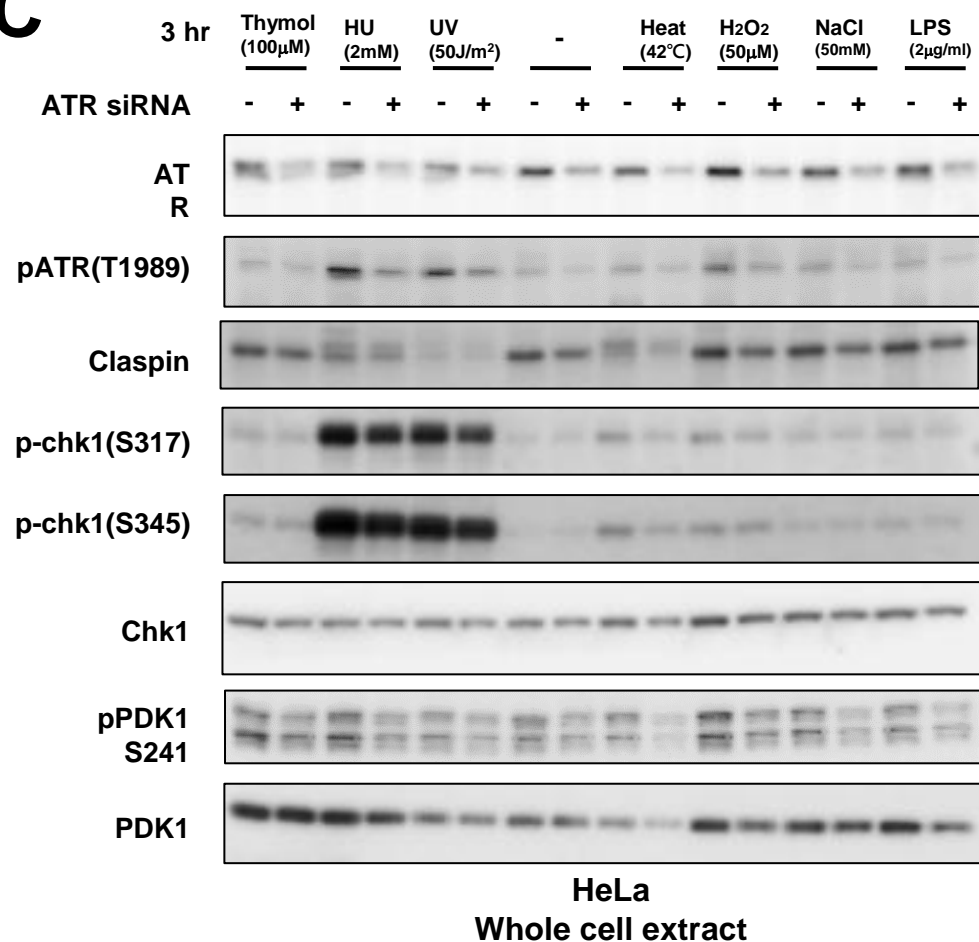 C
3 hr Thymol HU UV - Heat H2O2 NaCl LPS
(100μM) (2mM) (50J/m²) (42℃) (50μM) (50mM) (2μg/ml)
ATR siRNA - + - + - + - + - + - + - + - +
AT
R
pATR(T1989)
Claspin
p-chk1(S317)
p-chk1(S345)
Chk1
pPDK1
S241
PDK1
HeLa
Whole cell extract